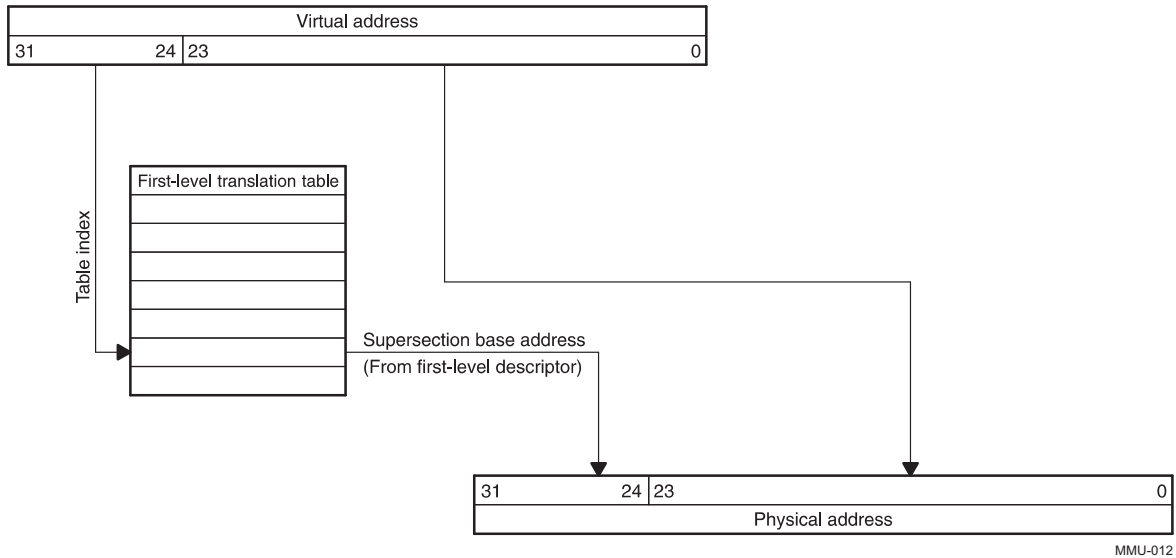 Virtual address
31 24 23 0
First-level translation table
Table index
Supersection base address
(From first-level descriptor)
31 24 23 0
Physical address
MMU-012